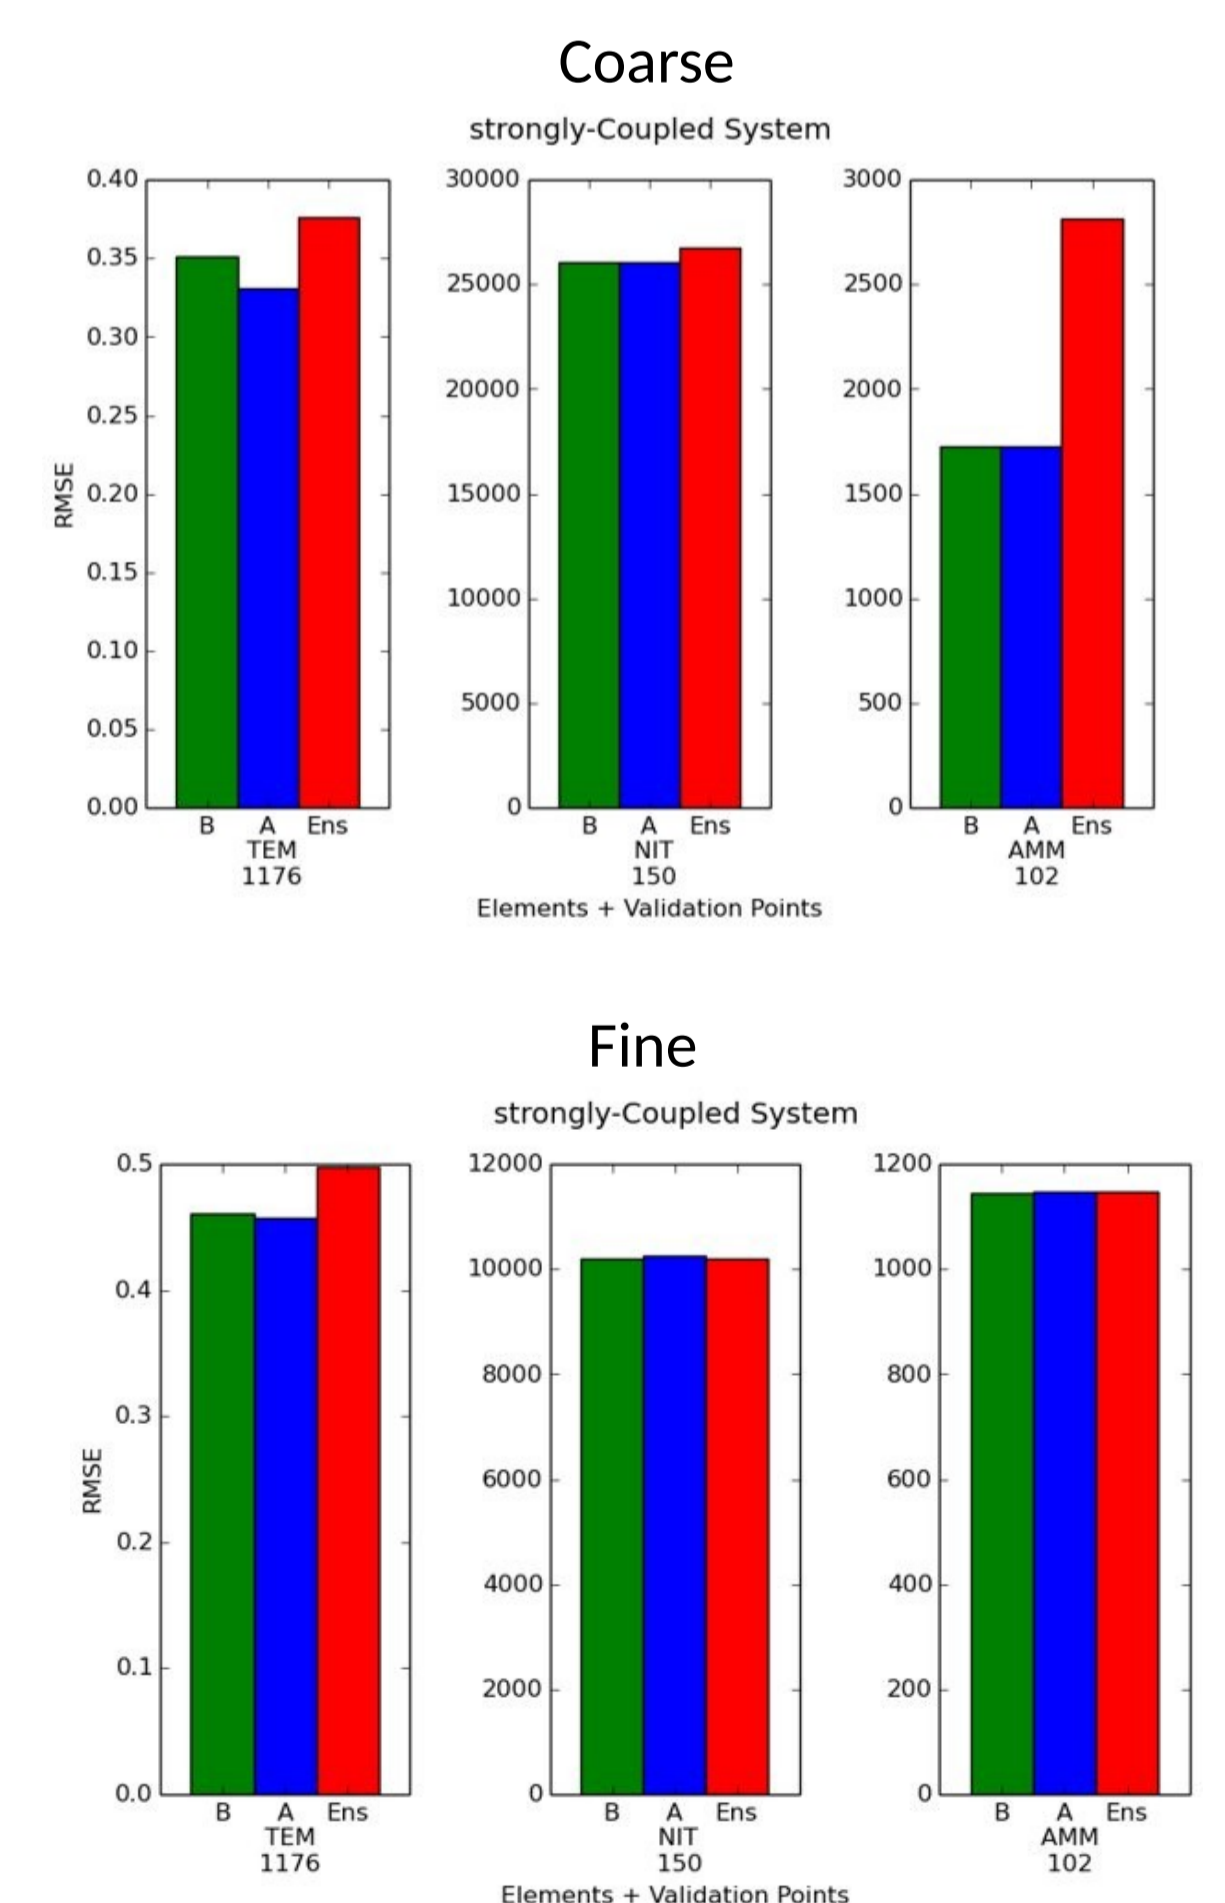 Coarse
strongly-Coupled System
0.40
0.35
0.30
0.25
0.20
0.15
0.10
0.05
0.00
RMSE
B A Ens
TEM
1176
30000
25000
20000
15000
10000
5000
0
B A Ens
NIT
150
3000
2500
2000
1500
1000
500
0
B A Ens
AMM
102
Elements + Validation Points
Fine
strongly-Coupled System
0.5
0.4
0.3
0.2
0.1
0.0
RMSE
B A Ens
TEM
1176
12000
10000
8000
6000
4000
2000
0
B A Ens
NIT
150
1200
1000
800
600
400
200
0
B A Ens
AMM
102
Elements + Validation Points